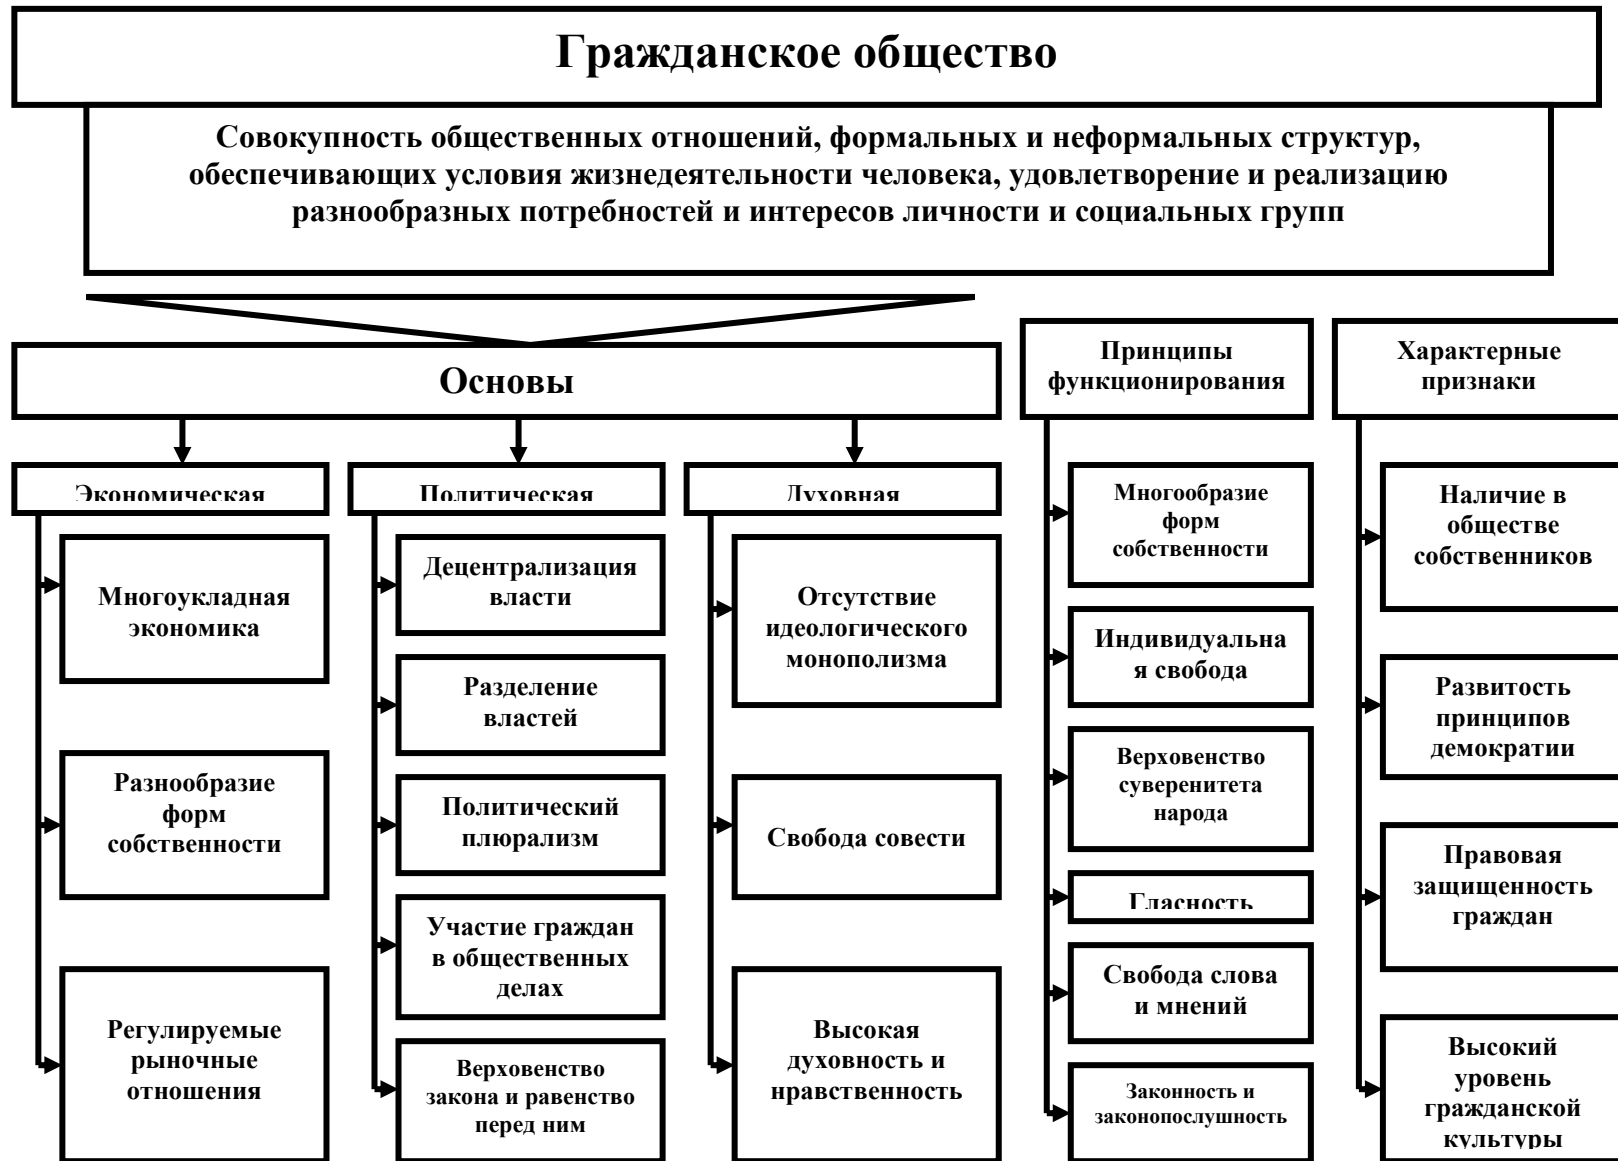 Гражданское общество
Совокупность общественных отношений, формальных и неформальных структур,
обеспечивающих условия жизнедеятельности человека, удовлетворение и реализацию
разнообразных потребностей и интересов личности и социальных групп
Основы
Экономическая
Многоукладная
экономика
Разнообразие
форм
собственности
Регулируемые
рыночные
отношения
Политическая
Децентрализация
власти
Разделение
властей
Политический
плюрализм
Участие граждан
в общественных
делах
Верховенство
закона и равенство
перед ним
Духовная
Отсутствие
идеологического
монополизма
Свобода совести
Высокая
духовность и
нравственность
Принципы
функционирования
Многообразие
форм
собственности
Индивидуальна
я свобода
Верховенство
суверенитета
народа
Гласность
Свобода слова
и мнений
Законность и
законопослушность
Характерные
признаки
Наличие в
обществе
собственников
Развитость
принципов
демократии
Правовая
защищенность
граждан
Высокий
уровень
гражданской
культуры